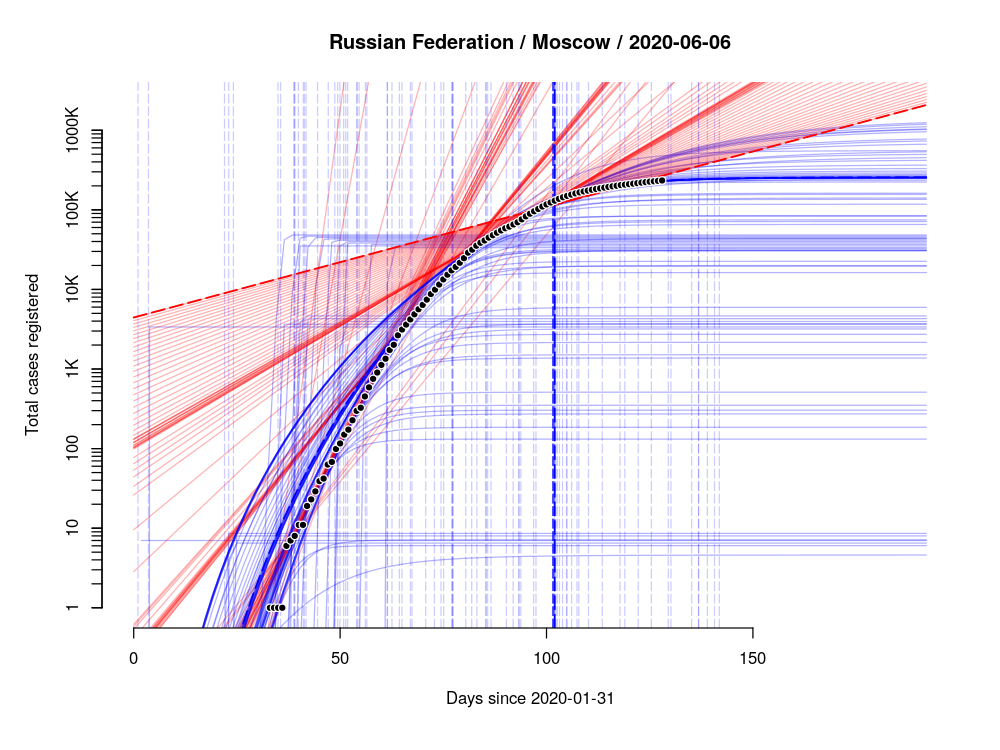 Russian Federation / Moscow / 2020-06-06
Total cases registered
1000K
100K
10K
1K
100
10
1
0 50 100 150
Days since 2020-01-31